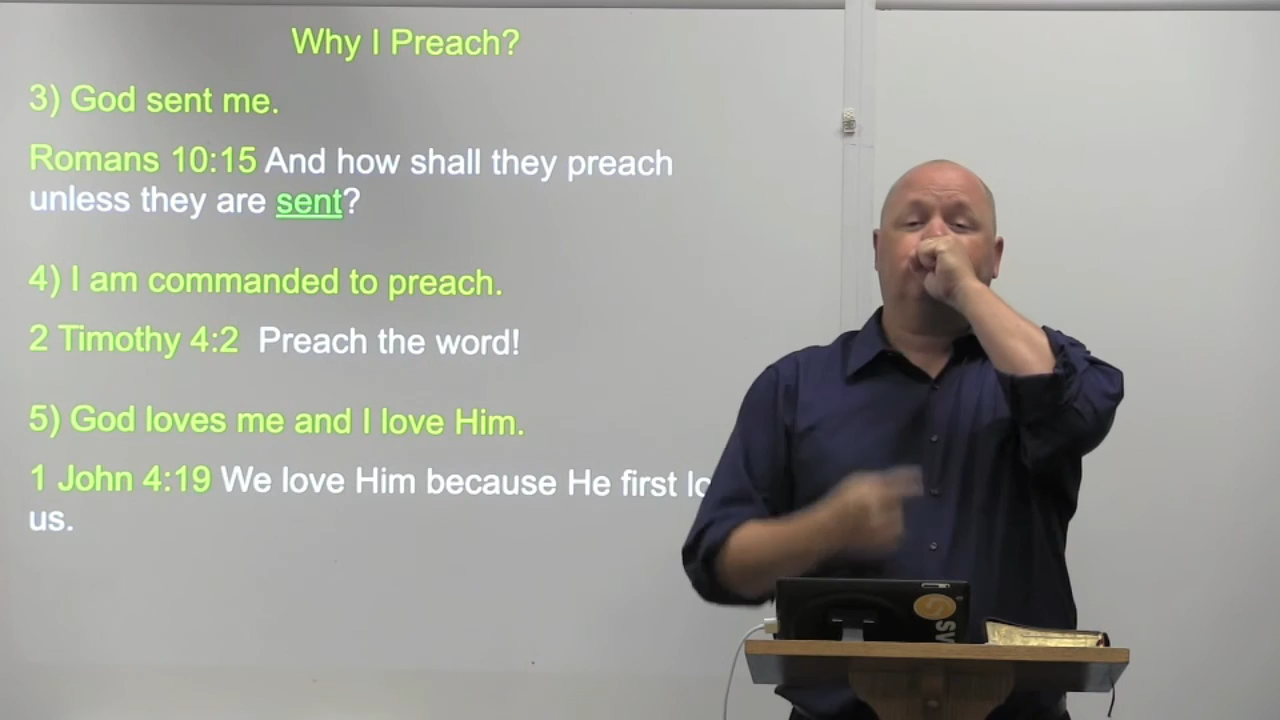 Why I Preach?
3) God sent me.
Romans 10:15 And how shall they preach
unless they are sent?
4) I am commanded to preach.
2 Timothy 4:2 Preach the word!
5) God loves me and I love Him.
1 John 4:19 We love Him because He first
us.